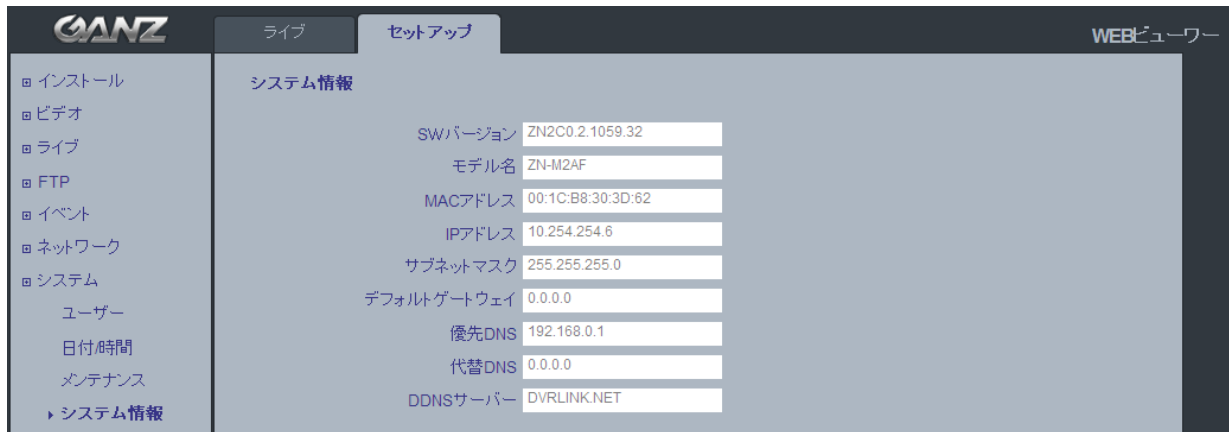 GANZ
ライブ
セットアップ
WEBビューワー
インストール
ビデオ
ライブ
FTP
イベント
ネットワーク
システム
ユーザー
日付/時間
メンテナンス
システム情報
システム情報
SWバージョン ZN2C0.2.1059.32
モデル名 ZN-M2AF
MACアドレス 00:1C:B8:30:3D:62
IPアドレス 10.254.254.6
サブネットマスク 255.255.255.0
デフォルトゲートウェイ 0.0.0.0
優先DNS 192.168.0.1
代替DNS 0.0.0.0
DDNSサーバー DVRLINK.NET